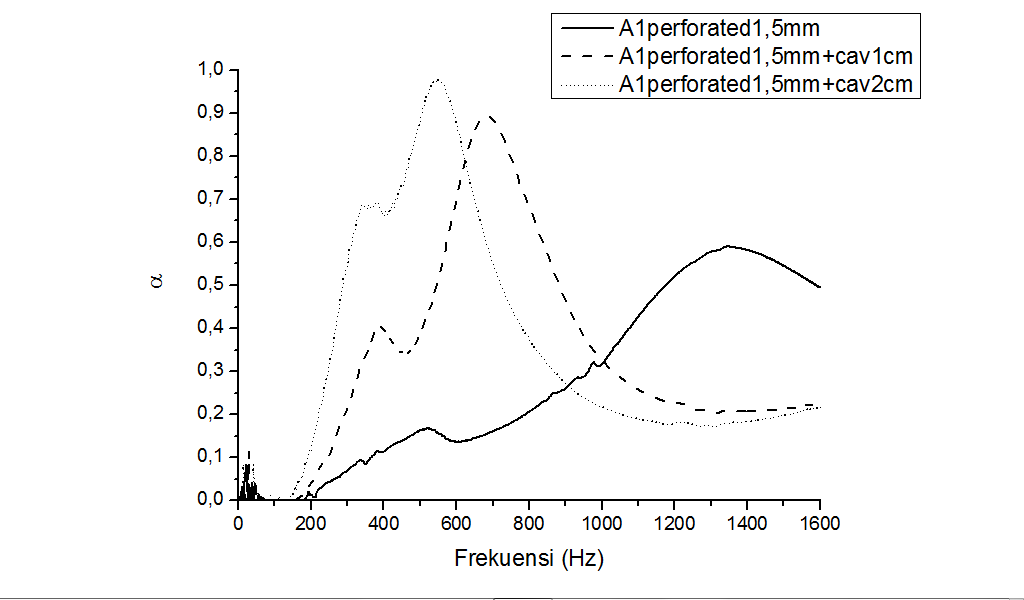 A1perforated1,5mm
A1perforated1,5mm+cav1cm
A1perforated1,5mm+cav2cm
1,0
0,9
0,8
0,7
0,6
0,5
0,4
0,3
0,2
0,1
0,0
α
0 200 400 600 800 1000 1200 1400 1600
Frekuensi (Hz)